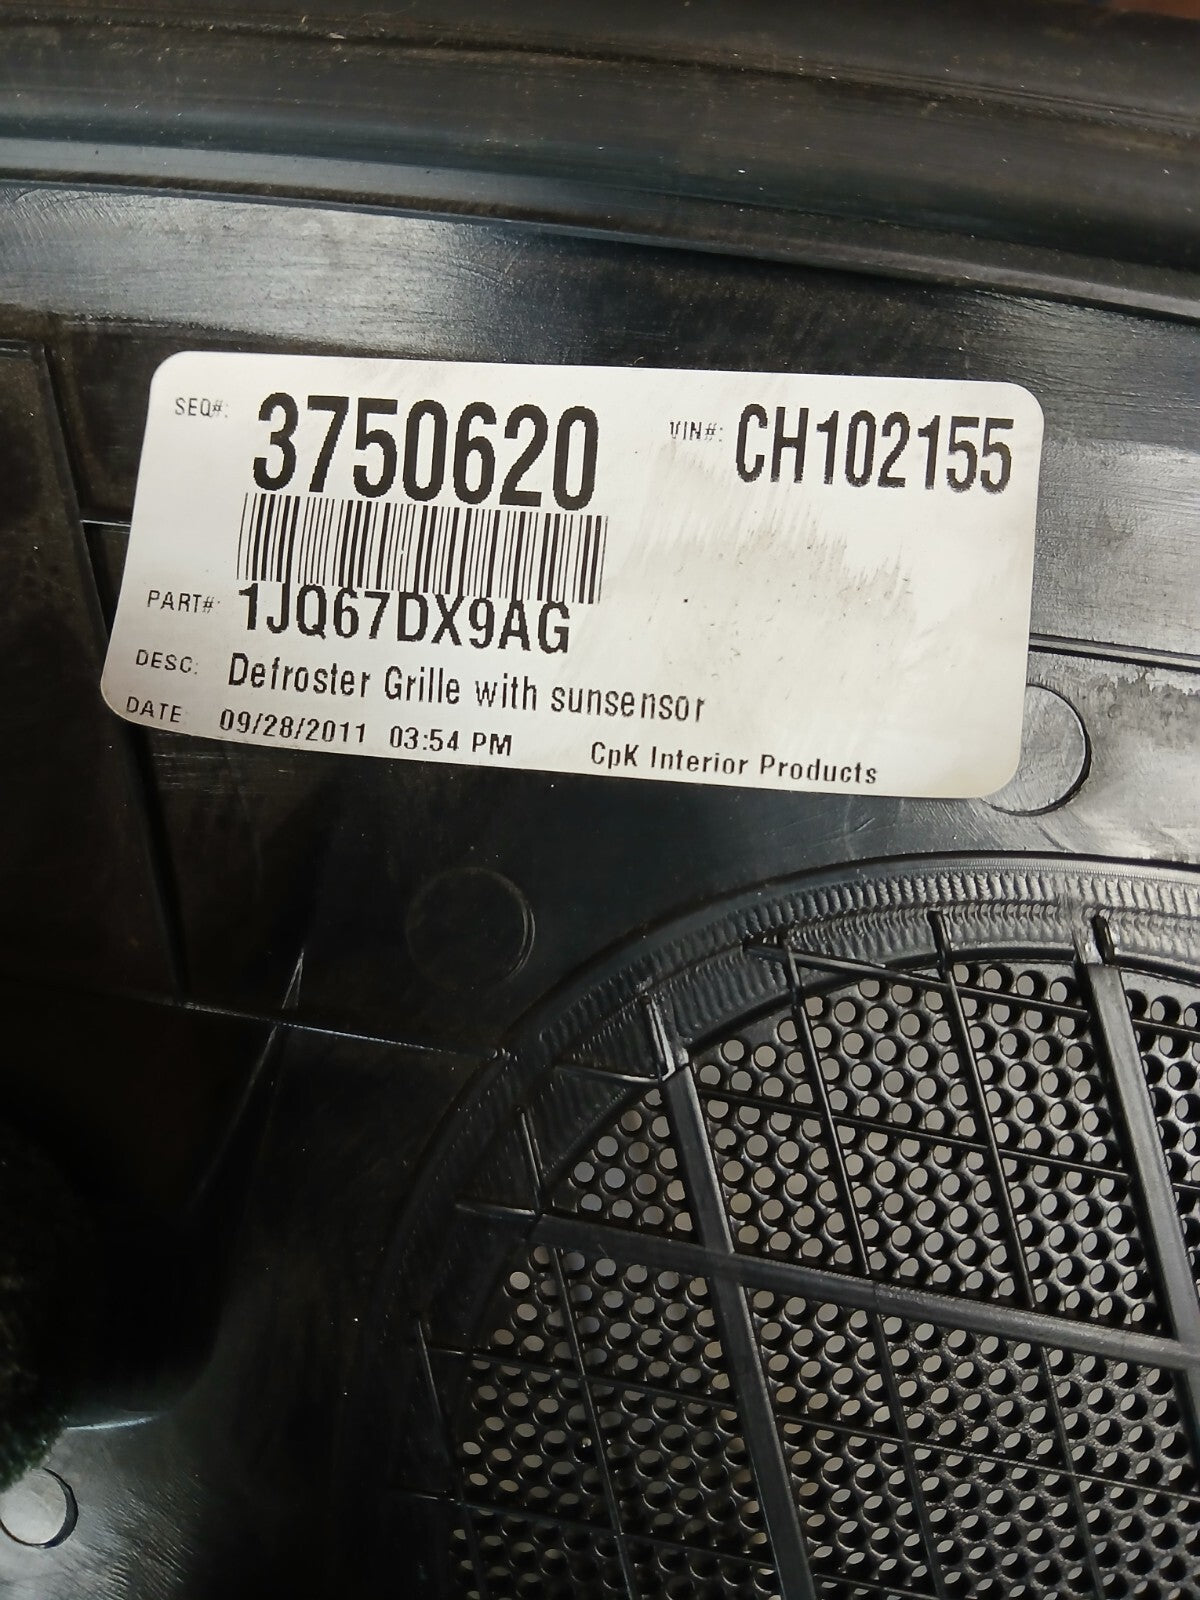 SEQ#: 3750620 VIN#: CH102155
PART#: 1JQ67DX9AG
DESC: Defroster Grille with sunsensor
DATE 09/28/2011 03:54 PM CpK Interior Products